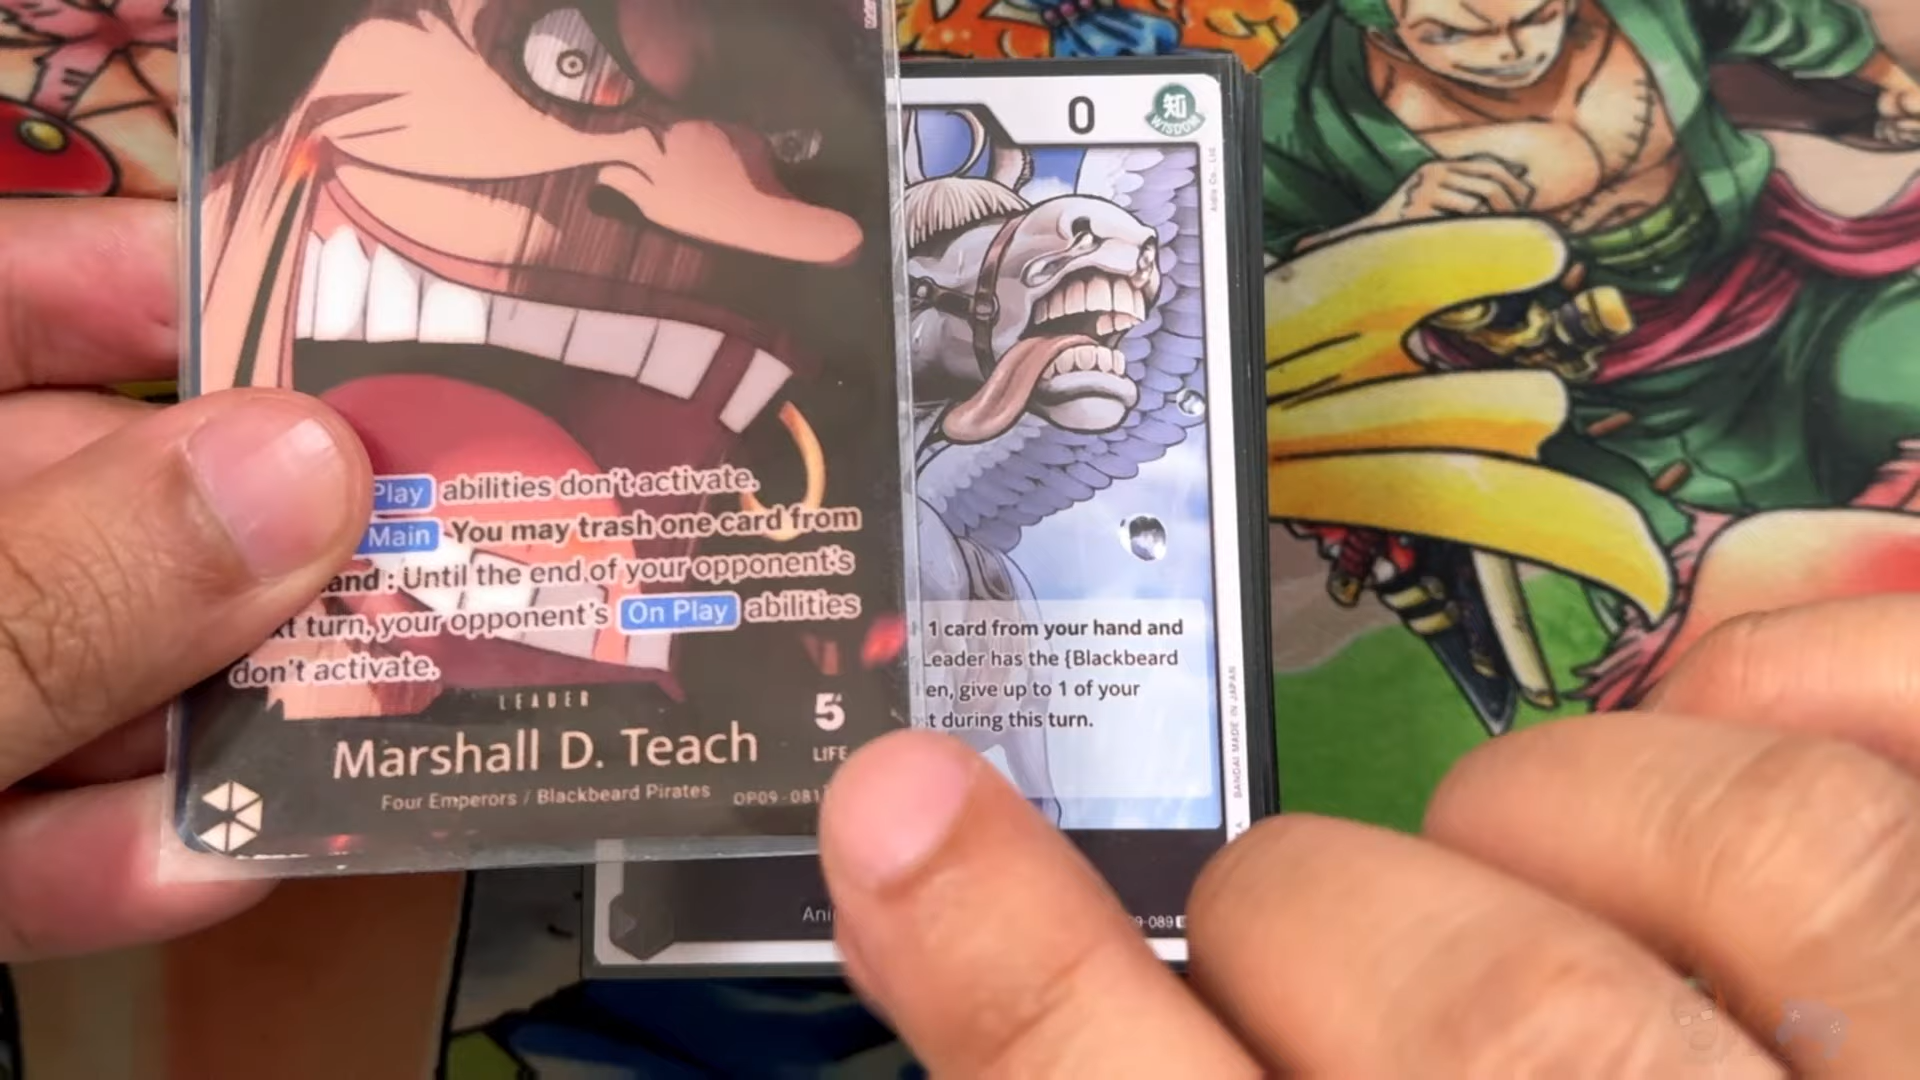 Play abilities don't activate.
Main You may trash one card from
and : Until the end of your opponent's
turn, your opponent's On Play abilities
don't activate.
LEADER
5
LIFE
Marshall D. Teach
Four Emperors / Blackbeard Pirates OP09-081
0
知
WISDOM
1 card from your hand and
Leader has the {Blackbeard
en, give up to 1 of your
t during this turn.
BANDAI MADE IN JAPAN
Ani
9-089